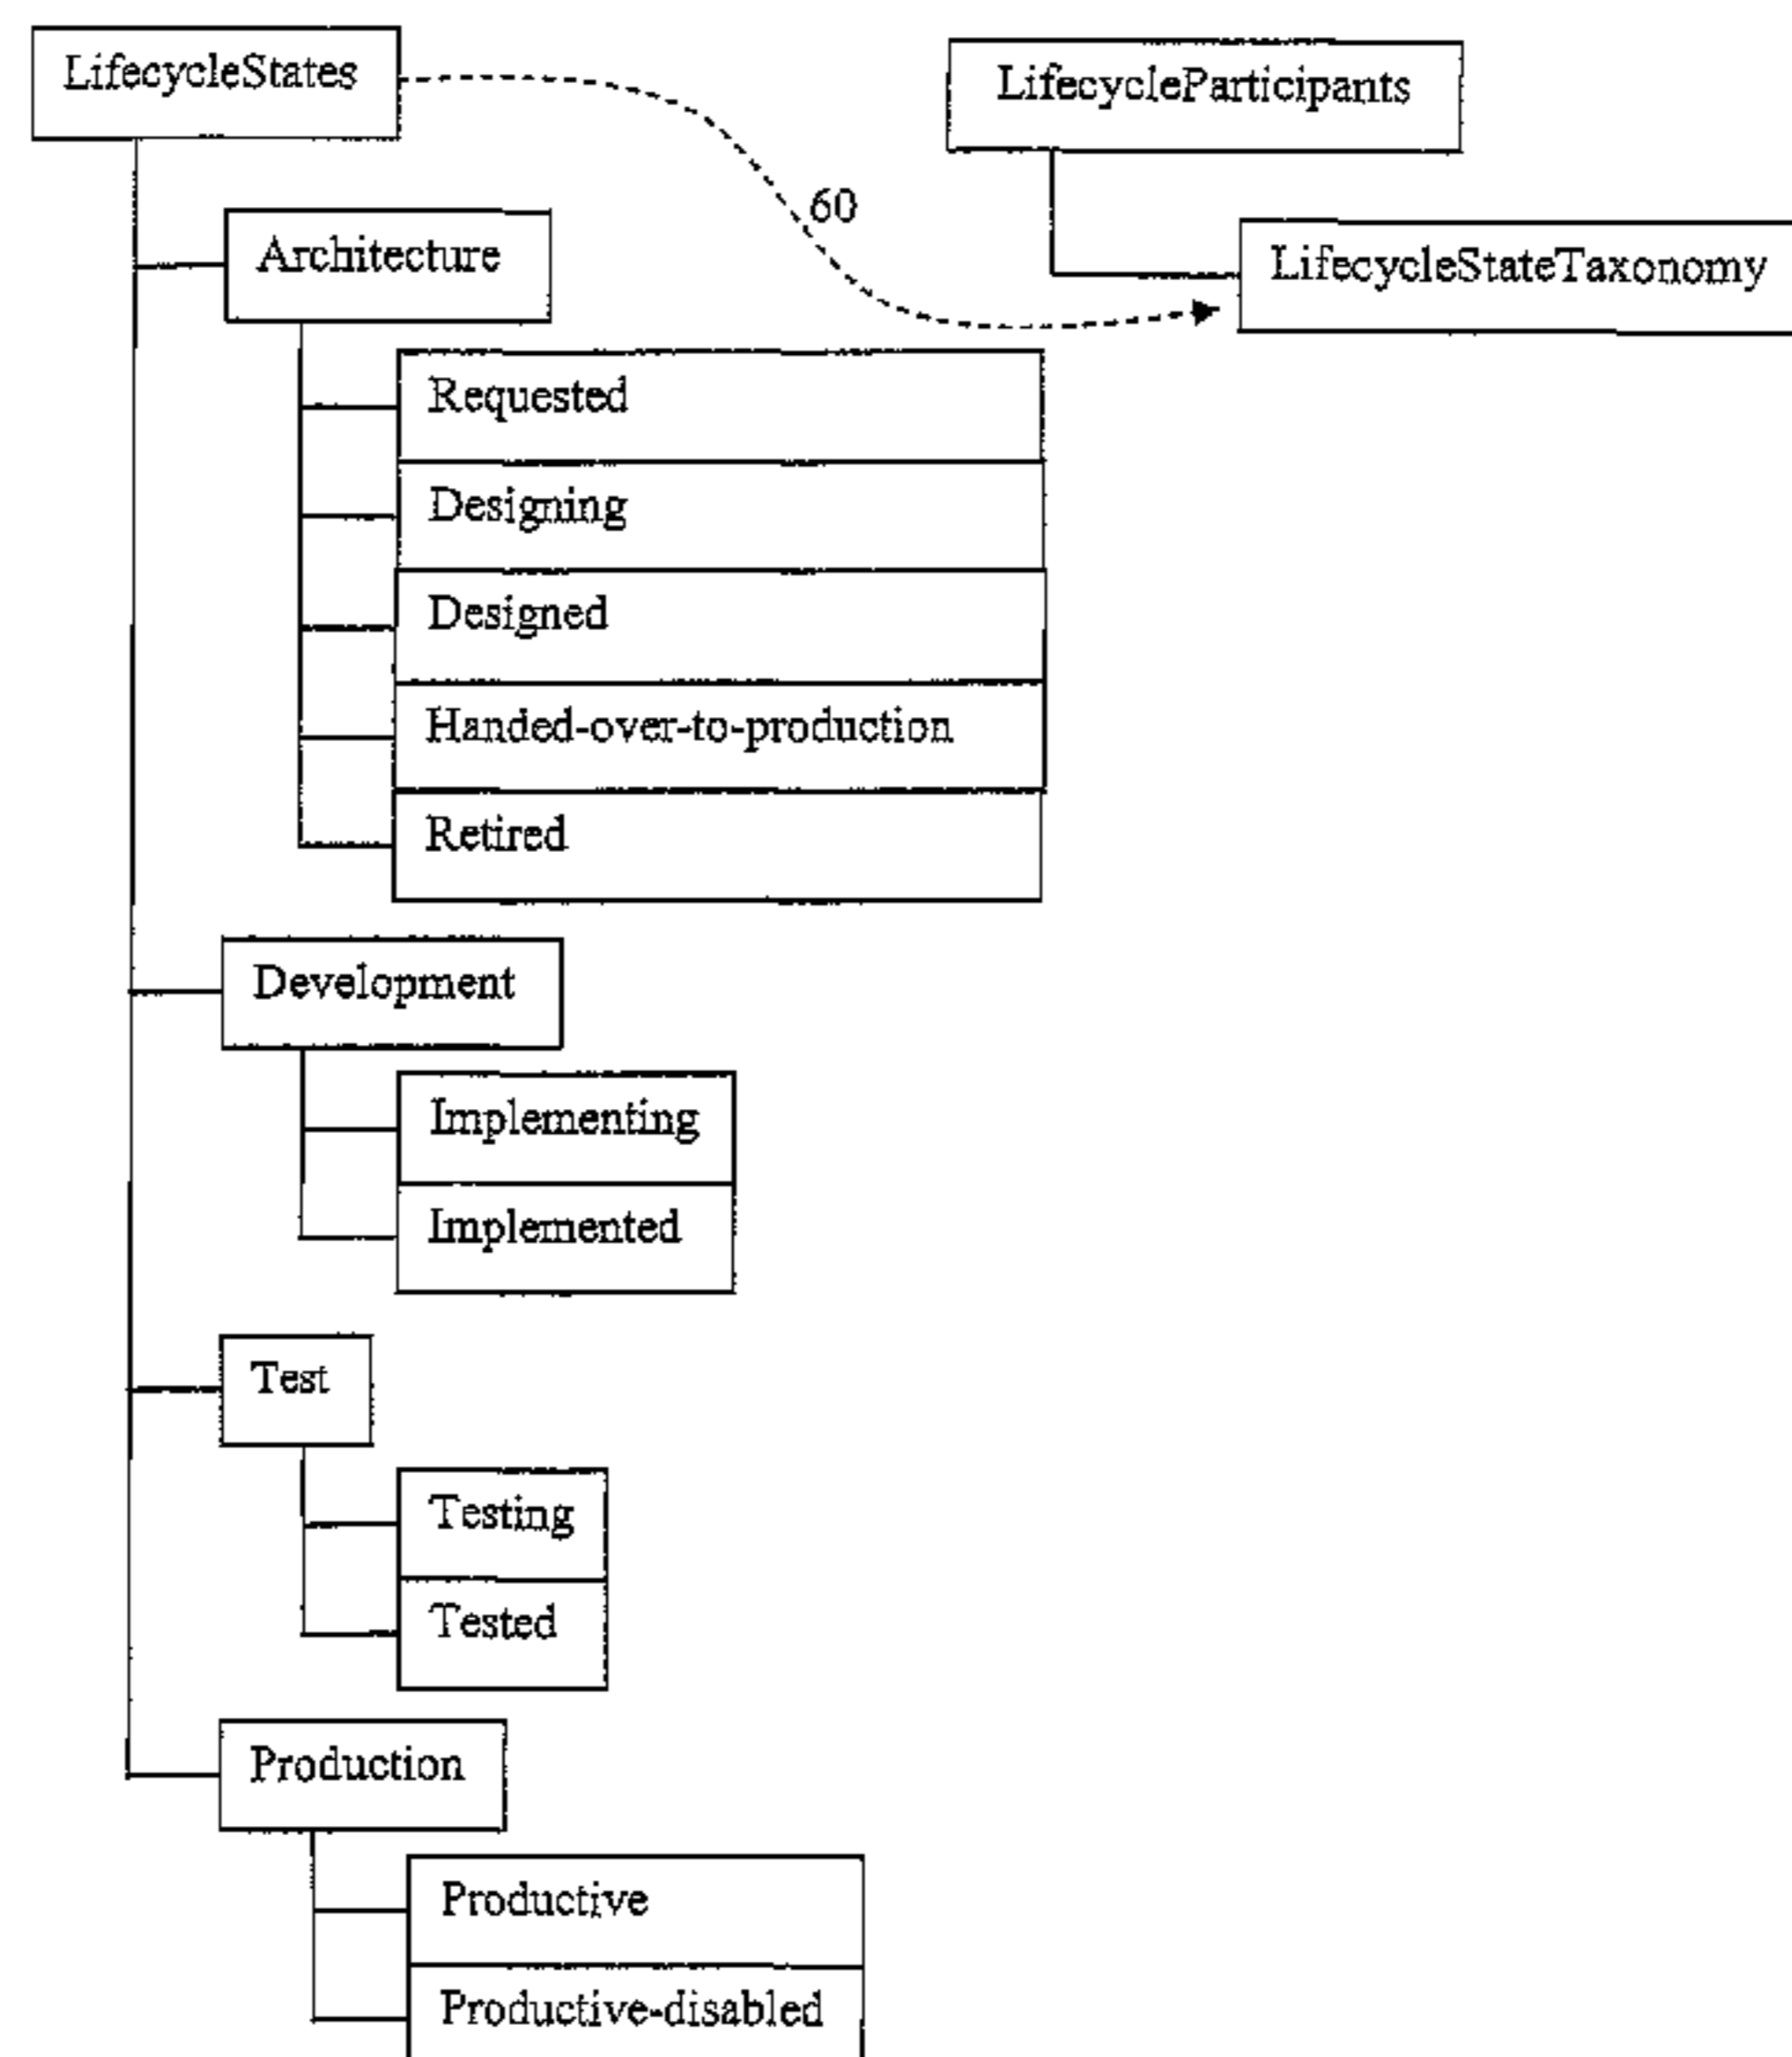 LifecycleStates
LifecycleParticipants
60
Architecture
LifecycleStateTaxonomy
Requested
Designing
Designed
Handed-over-to-production
Retired
Development
Implementing
Implemented
Test
Testing
Tested
Production
Productive
Productive-disabled